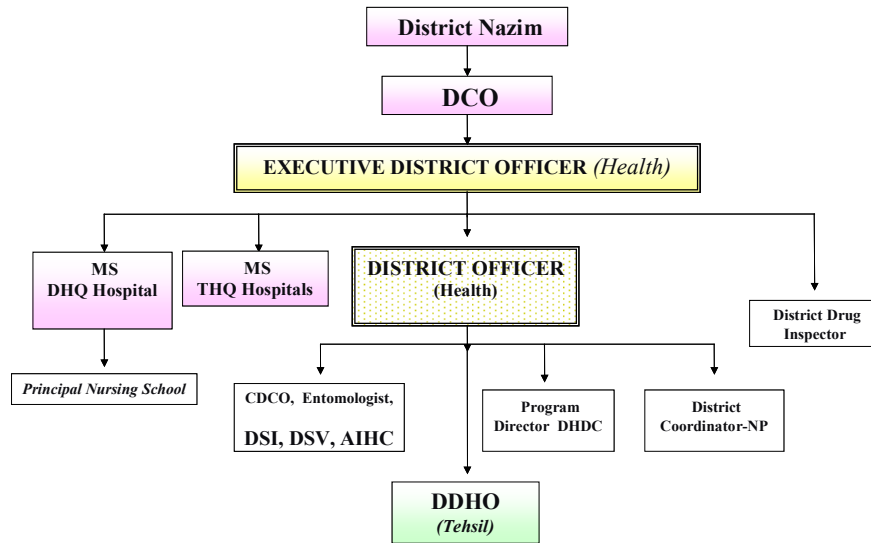 District Nazim
DCO
EXECUTIVE DISTRICT OFFICER (Health)
MS
DHQ Hospital
MS
THQ Hospitals
DISTRICT OFFICER
(Health)
District Drug
Inspector
Principal Nursing School
CDCO, Entomologist,
DSI, DSV, AIHC
Program
Director DHDC
District
Coordinator-NP
DDHO
(Tehsil)